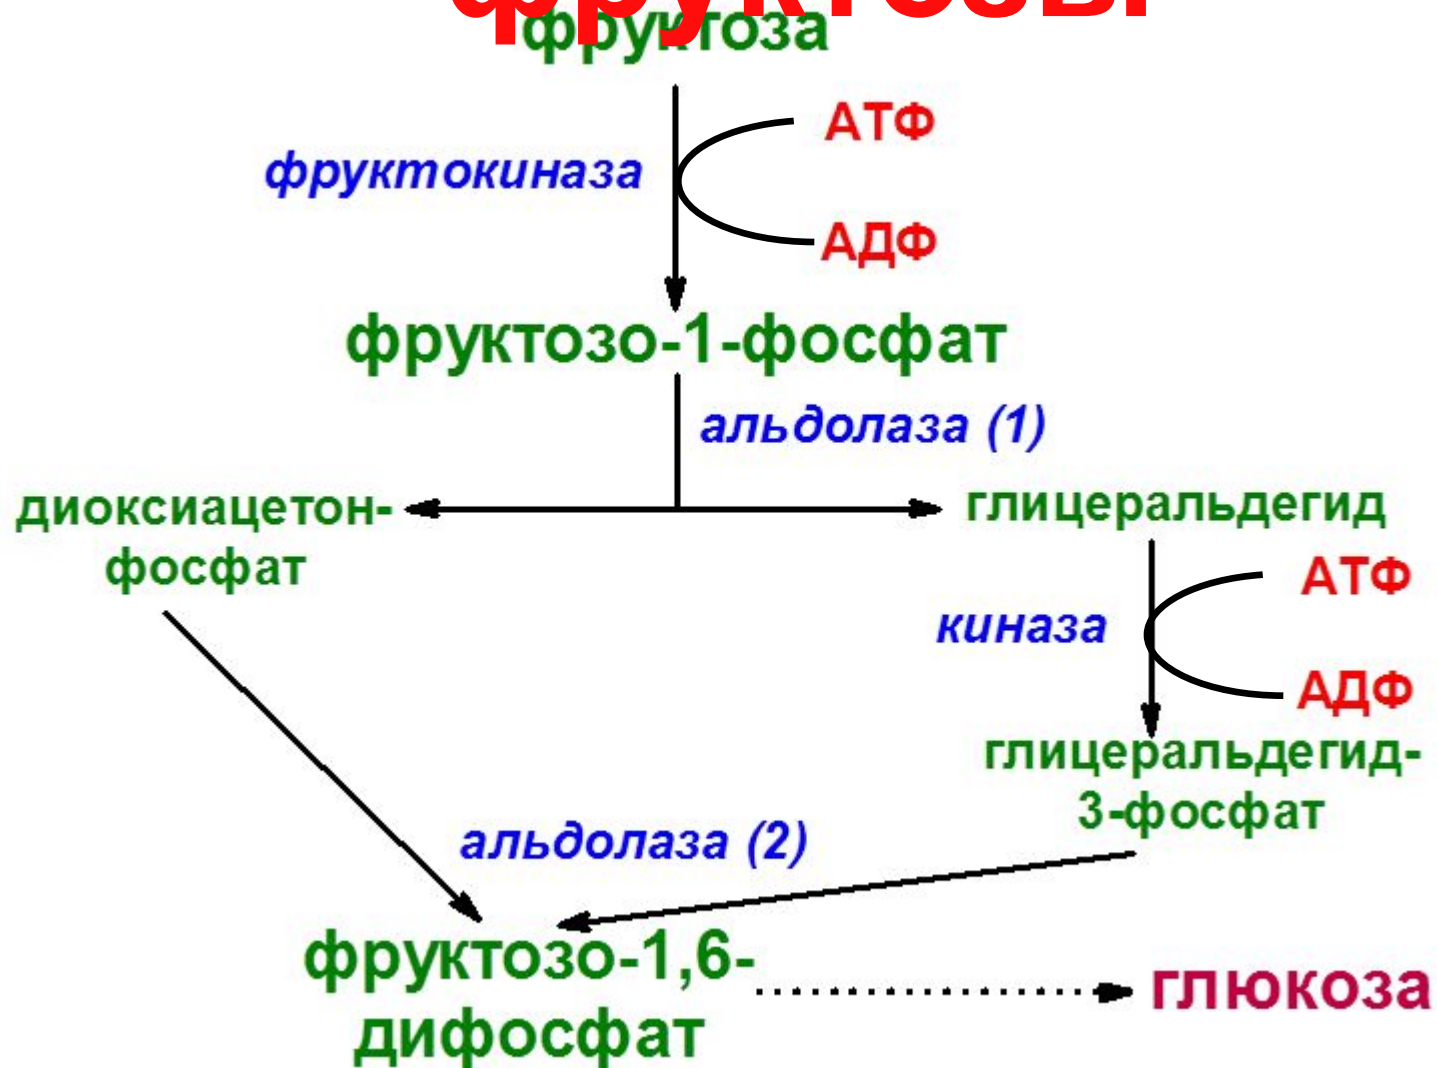 фруктозы
фруктоза
АТФ
фруктокиназа
АДФ
фруктозо-1-фосфат
альдолаза (1)
диоксиацетон-
фосфат
глицеральдегид
АТФ
киназа
АДФ
глицеральдегид-
3-фосфат
альдолаза (2)
фруктозо-1,6-
дифосфат
глюкоза